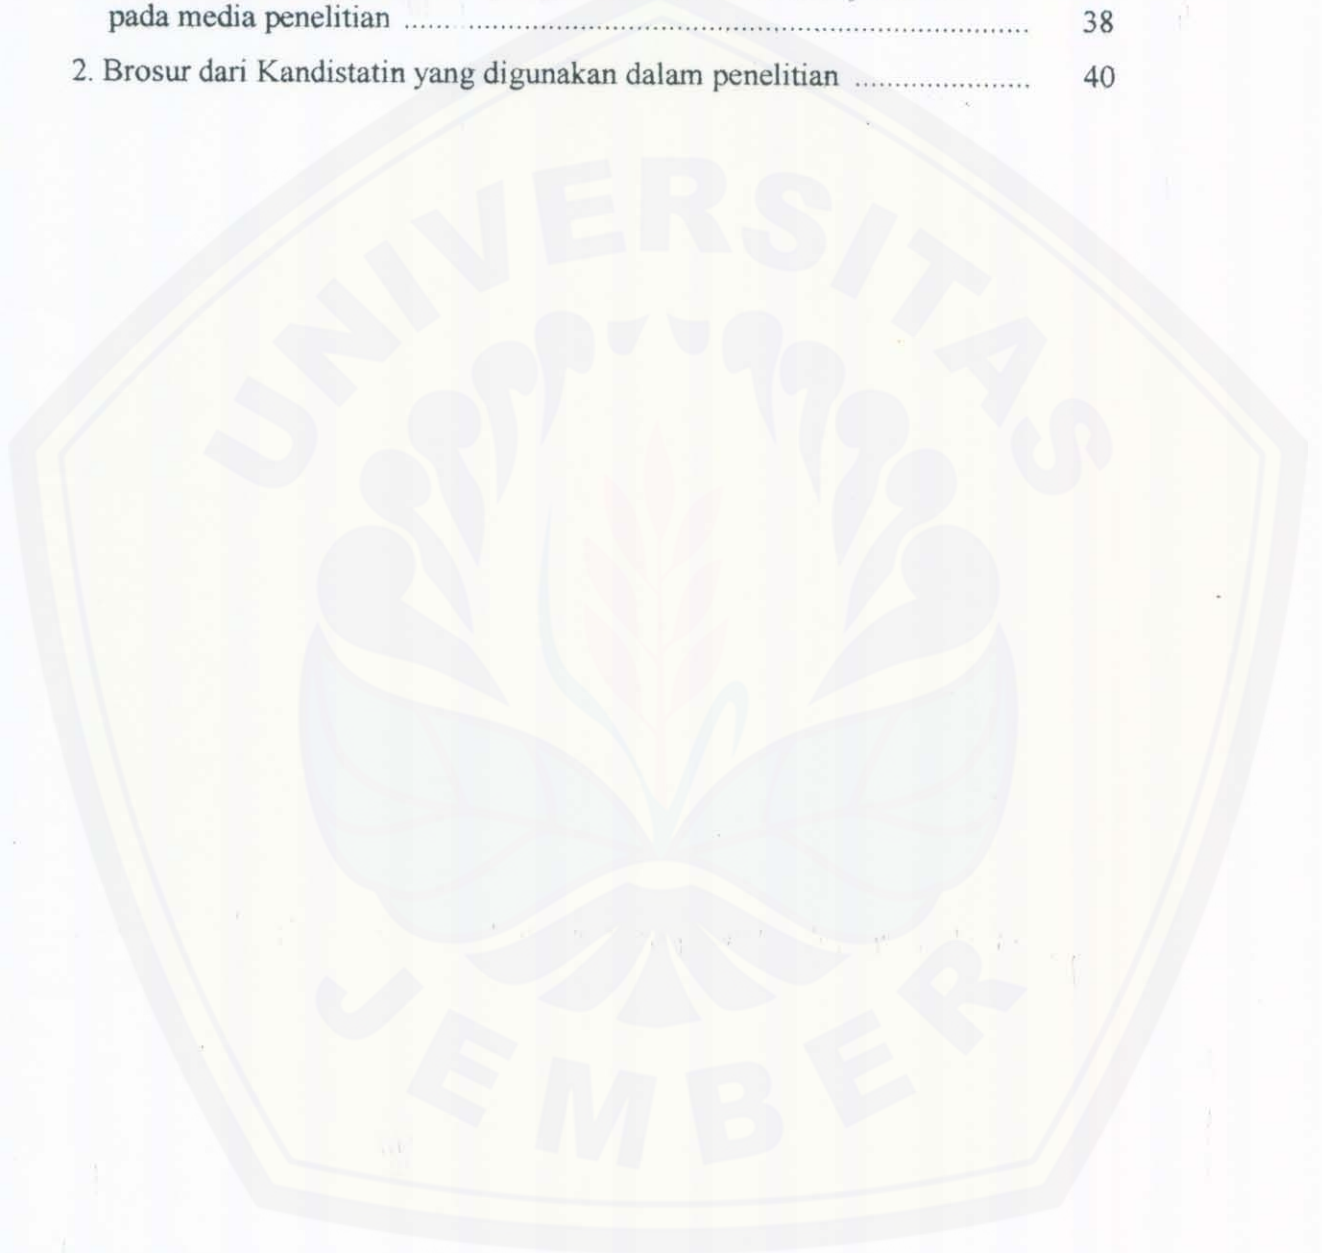 pada media penelitian ........................................................................ 38
2. Brosur dari Kandistatin yang digunakan dalam penelitian ..................... 40
UNIVERSITAS
JEMBER